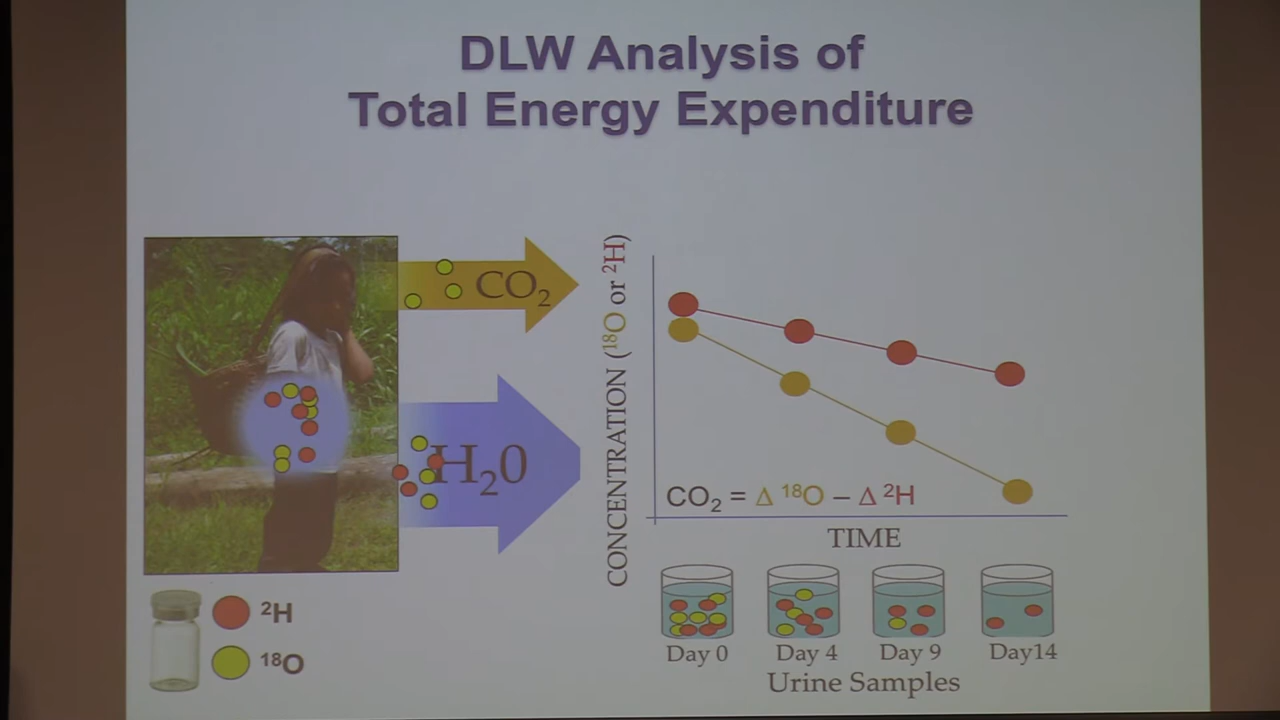 DLW Analysis of
Total Energy Expenditure
CO₂
H₂0
CONCENTRATION (¹⁸O or ²H)
CO₂ = Δ ¹⁸O – Δ ²H
TIME
²H
¹⁸O
Day 0
Day 4
Day 9
Day14
Urine Samples